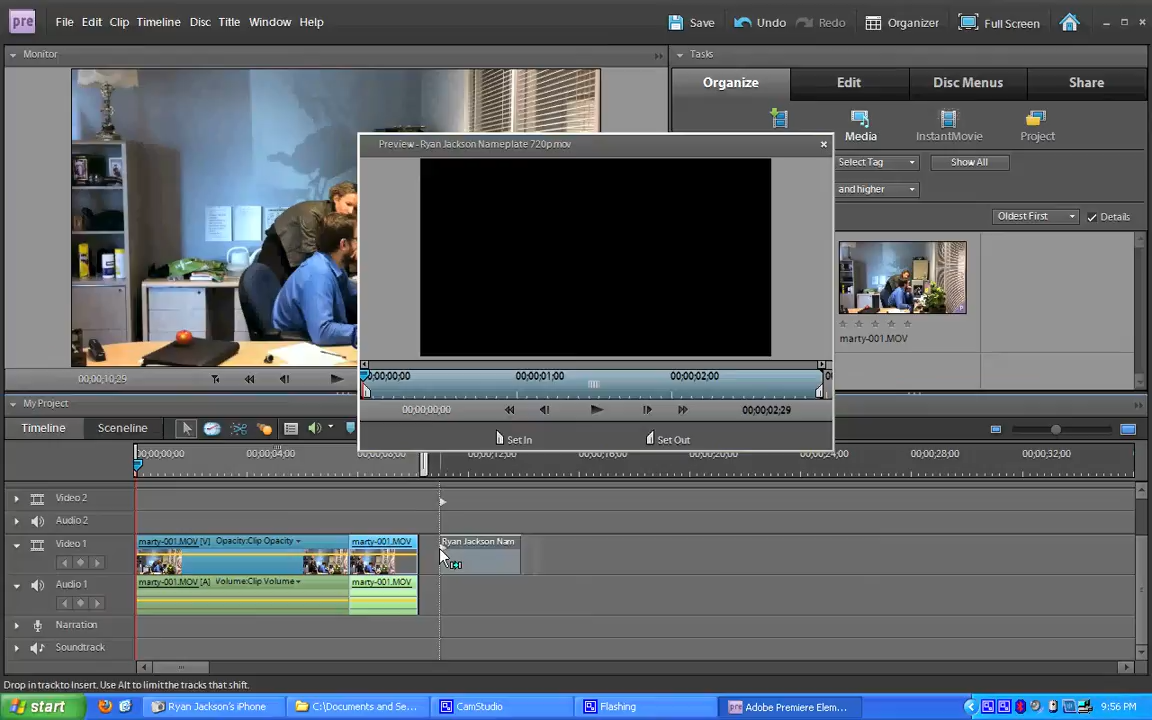 pre File Edit Clip Timeline Disc Title Window Help Save Undo Redo Organizer Full Screen
Monitor
Tasks
Organize Edit Disc Menus Share
Media InstantMovie Project
Preview - Ryan Jackson Nameplate 720p.mov
Select Tag Show All
and higher
Oldest First Details
marty-001.MOV
00;00;10;29
0;00;00;00 00;00;01;00 00;00;02;00
00;00;00;00 00;00;02;29
Set In Set Out
My Project
Timeline Sceneline
00;00;00;00 00;00;04;00 00;00;08;00 00;00;12;00 00;00;16;00 00;00;20;00 00;00;24;00 00;00;28;00 00;00;32;00
Video 2
Audio 2
Video 1 marty-001.MOV [V] Opacity:Clip Opacity marty-001.MOV Ryan Jackson Nam
Audio 1 marty-001.MOV [A] Volume:Clip Volume marty-001.MOV
Narration
Soundtrack
Drop in track to Insert. Use Alt to limit the tracks that shift.
start Ryan Jackson's iPhone C:\Documents and Se... CamStudio Flashing Adobe Premiere Elem... 9:56 PM